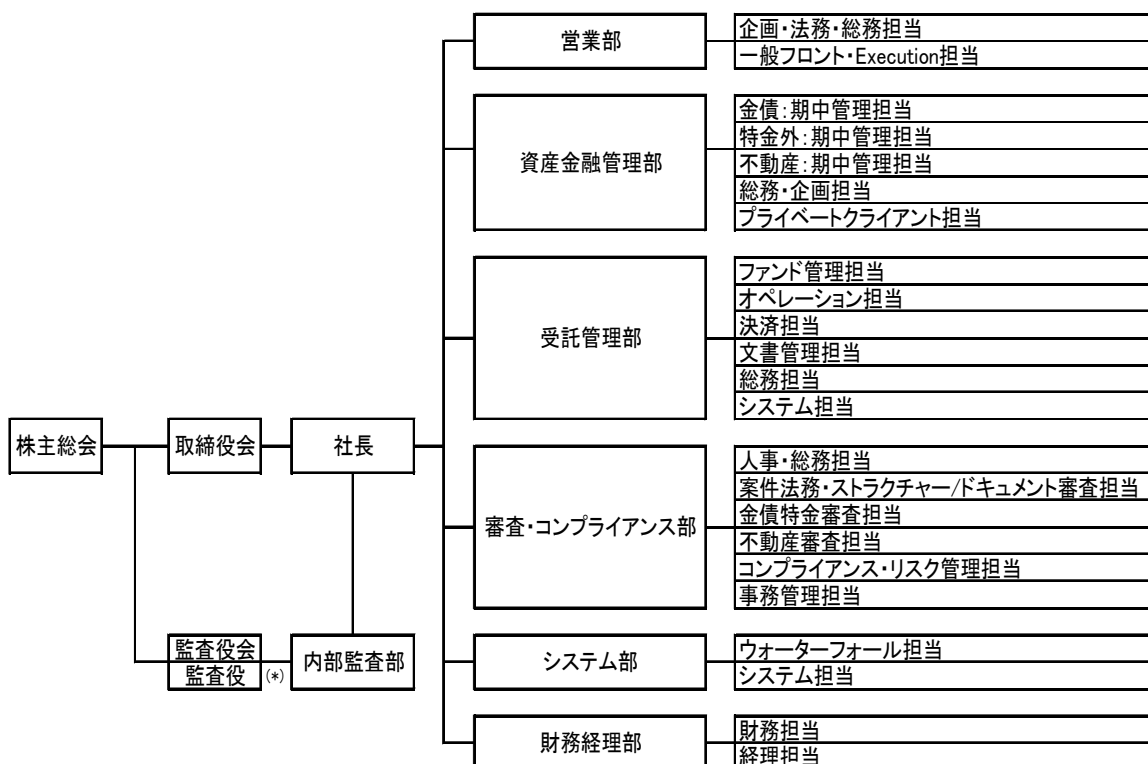 営業部
企画・法務・総務担当
一般フロント・Execution担当
資産金融管理部
金債:期中管理担当
特金外:期中管理担当
不動産:期中管理担当
総務・企画担当
プライベートクライアント担当
受託管理部
ファンド管理担当
オペレーション担当
決済担当
文書管理担当
総務担当
システム担当
株主総会
取締役会
社長
審査・コンプライアンス部
人事・総務担当
案件法務・ストラクチャー/ドキュメント審査担当
金債特金審査担当
不動産審査担当
コンプライアンス・リスク管理担当
事務管理担当
監査役会
監査役
(*)
内部監査部
システム部
ウォーターフォール担当
システム担当
財務経理部
財務担当
経理担当